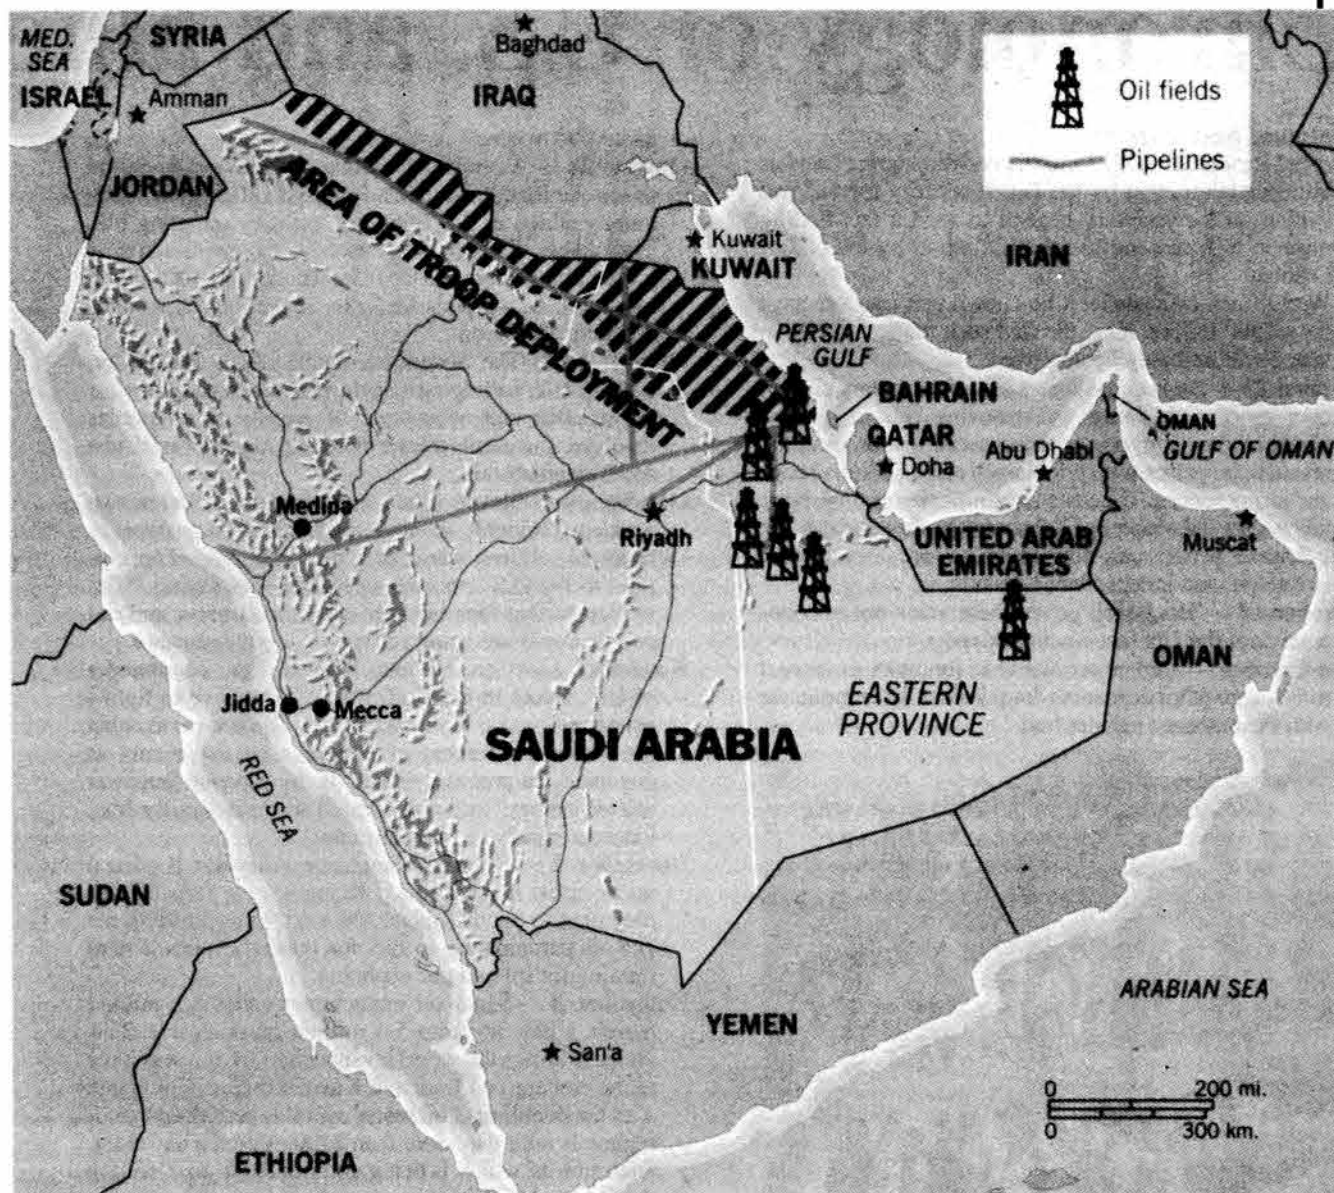 MED.
SEA
SYRIA
Baghdad
ISRAEL
Amman
IRAQ
Oil fields
Pipelines
JORDAN
AREA OF TROOP DEPLOYMENT
Kuwait
KUWAIT
IRAN
PERSIAN
GULF
BAHRAIN
QATAR
Doha
Abu Dhabi
OMAN
GULF OF OMAN
Medina
Riyadh
UNITED ARAB
EMIRATES
Muscat
OMAN
Jidda
Mecca
EASTERN
PROVINCE
SAUDI ARABIA
RED SEA
SUDAN
ARABIAN SEA
YEMEN
San'a
0 200 mi.
0 300 km.
ETHIOPIA